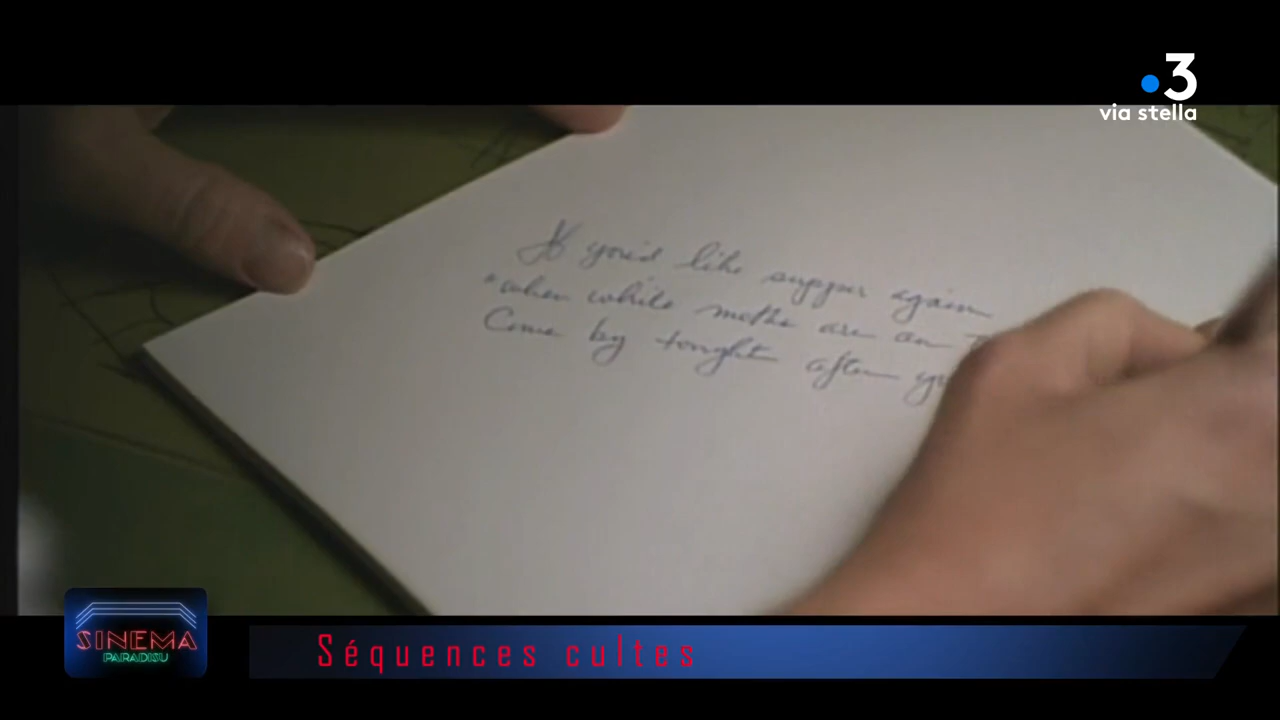 3
via stella
If you'd like supper again
"when white moths are on
Come by tonight after
SINEMA
PARADISU
Séquences cultes